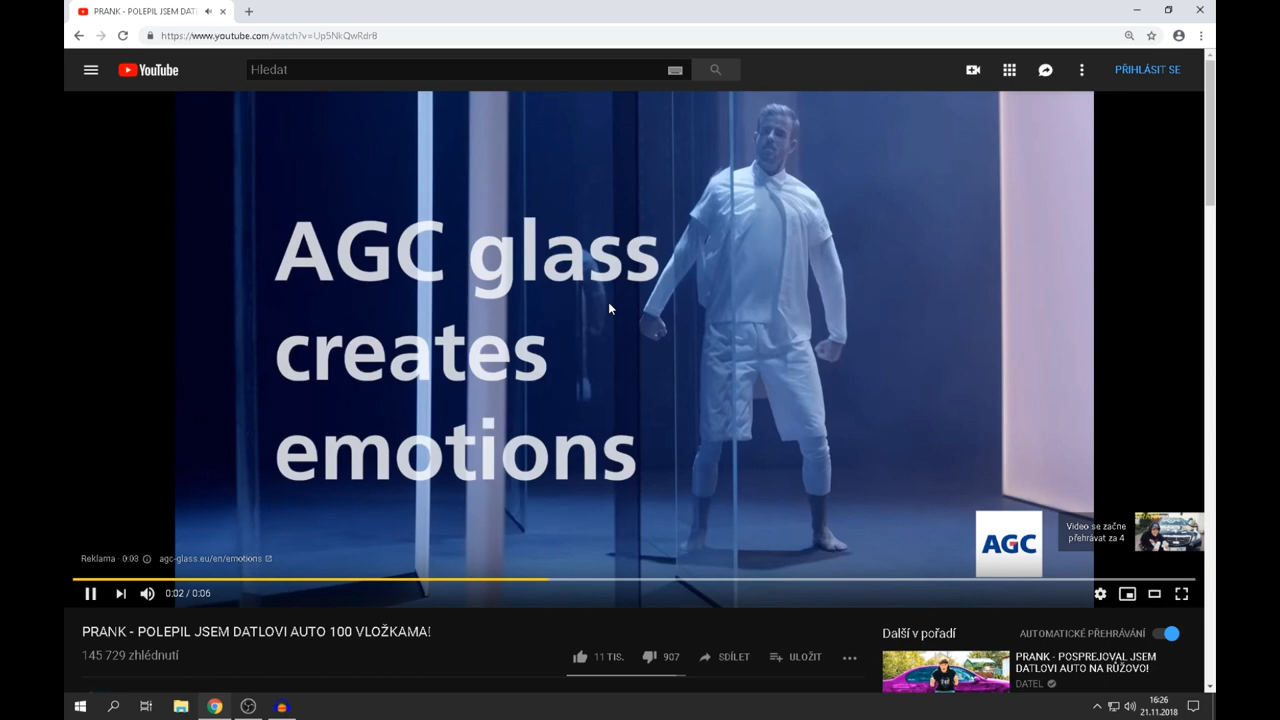 PRANK - POLEPIL JSEM DAT
https://www.youtube.com/watch?v=Up5NkQwRdr8
YouTube
Hledat
PŘIHLÁSIT SE
AGC glass
creates
emotions
AGC
Video se začne
přehrávat za 4
Reklama · 0:03
agc-glass.eu/en/emotions
0:02 / 0:06
PRANK - POLEPIL JSEM DATLOVI AUTO 100 VLOŽKAMA!
145 729 zhlédnutí
11 TIS.
907
SDÍLET
ULOŽIT
Další v pořadí
AUTOMATICKÉ PŘEHRÁVÁNÍ
PRANK - POSPREJOVAL JSEM
DATLOVI AUTO NA RŮŽOVO!
DATEL
16:26
21.11.2018